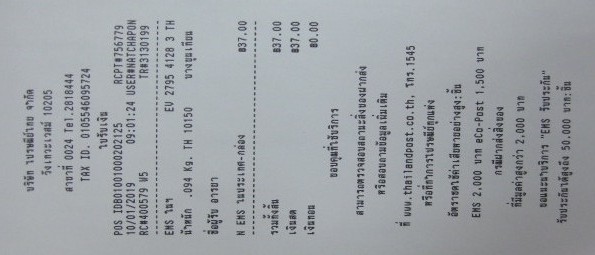 บริษัท ไปรษณีย์ไทย จำกัด
วังเทเวศม์ 10205
สาขาที่ 0024 Tel.2818444
TAX ID. 0105546095724
ใบรับเงิน
POS ID80100100020212​5 RCPT#756779
10/01/2019 09:01:24 USER#NATCHAPON
RC#400579 W5 TR#3130199
EMS ในฯ EU 2795 4128 3 TH
น้ำหนัก .094 Kg. TH 10150 บางขุนเทียน
ชื่อผู้รับ อารยา
N EMS ในประเทศ-กล่อง ฿37.00
รวมทั้งสิ้น ฿37.00
เงินสด ฿37.00
เงินทอน ฿0.00
ขอบคุณที่ใช้บริการ
สามารถตรวจสอบสถานะสิ่งของฝากส่ง
หรือสอบถามข้อมูลเพิ่มเติม
ที่ www.thailandpost.co.th, โทร.1545
หรือที่ทำการไปรษณีย์ทุกแห่ง
อัตราชดใช้ค่าเสียหายอย่างสูง:ชิ้น
EMS 2,000 บาท eCo-Post 1,500 บาท
กรณีฝากส่งสิ่งของ
ที่มีมูลค่าสูงกว่า 2,000 บาท
ขอแนะนำบริการ "EMS รับประกัน"
รับประกันได้สูงถึง 50,000 บาท:ชิ้น